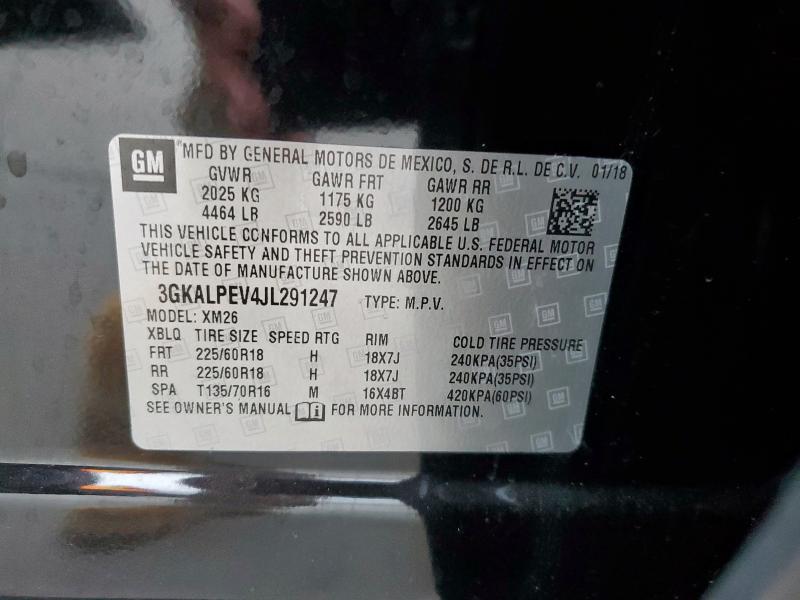 GM
*MFD BY GENERAL MOTORS DE MEXICO, S. DE R.L. DE C.V. 01/18
GVWR GAWR FRT GAWR RR
2025 KG 1175 KG 1200 KG
4464 LB 2590 LB 2645 LB
THIS VEHICLE CONFORMS TO ALL APPLICABLE U.S. FEDERAL MOTOR
VEHICLE SAFETY AND THEFT PREVENTION STANDARDS IN EFFECT ON
THE DATE OF MANUFACTURE SHOWN ABOVE.
3GKALPEV4JL291247 TYPE: M.P.V.
MODEL: XM26
XBLQ TIRE SIZE SPEED RTG RIM COLD TIRE PRESSURE
FRT 225/60R18 H 18X7J 240KPA(35PSI)
RR 225/60R18 H 18X7J 240KPA(35PSI)
SPA T135/70R16 M 16X4BT 420KPA(60PSI)
SEE OWNER'S MANUAL FOR MORE INFORMATION.